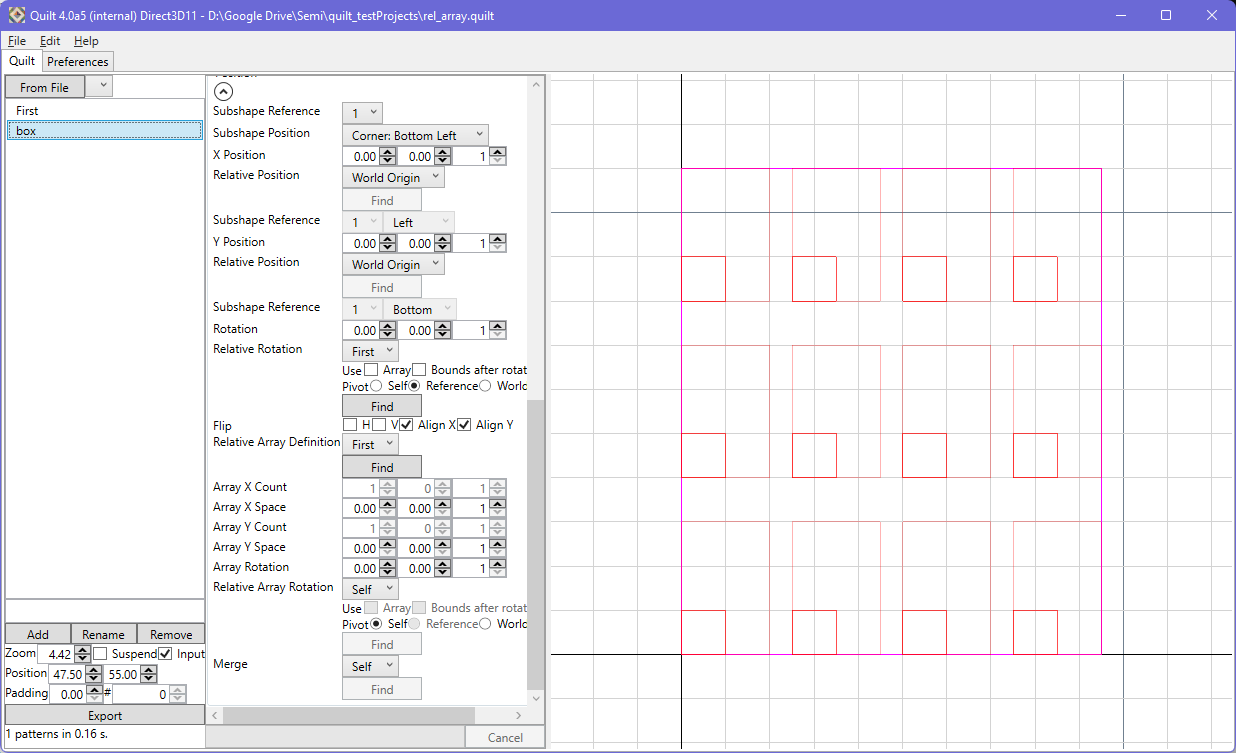 Quilt 4.0a5 (internal) Direct3D11 - D:\Google Drive\Semi\quilt_testProjects\rel_array.quilt
File Edit Help
Quilt Preferences
From File
First
box
Subshape Reference 1
Subshape Position Corner: Bottom Left
X Position 0.00 0.00 1
Relative Position World Origin
Find
Subshape Reference 1 Left
Y Position 0.00 0.00 1
Relative Position World Origin
Find
Subshape Reference 1 Bottom
Rotation 0.00 0.00 1
Relative Rotation First
Use Array Bounds after rotat
Pivot Self Reference World
Find
Flip H V Align X Align Y
Relative Array Definition First
Find
Array X Count 1 0 1
Array X Space 0.00 0.00 1
Array Y Count 1 0 1
Array Y Space 0.00 0.00 1
Array Rotation 0.00 0.00 1
Relative Array Rotation Self
Use Array Bounds after rotat
Pivot Self Reference World
Find
Merge Self
Find
Add Rename Remove
Zoom 4.42 Suspend Input
Position 47.50 55.00
Padding 0.00 # 0
Export
1 patterns in 0.16 s.
Cancel